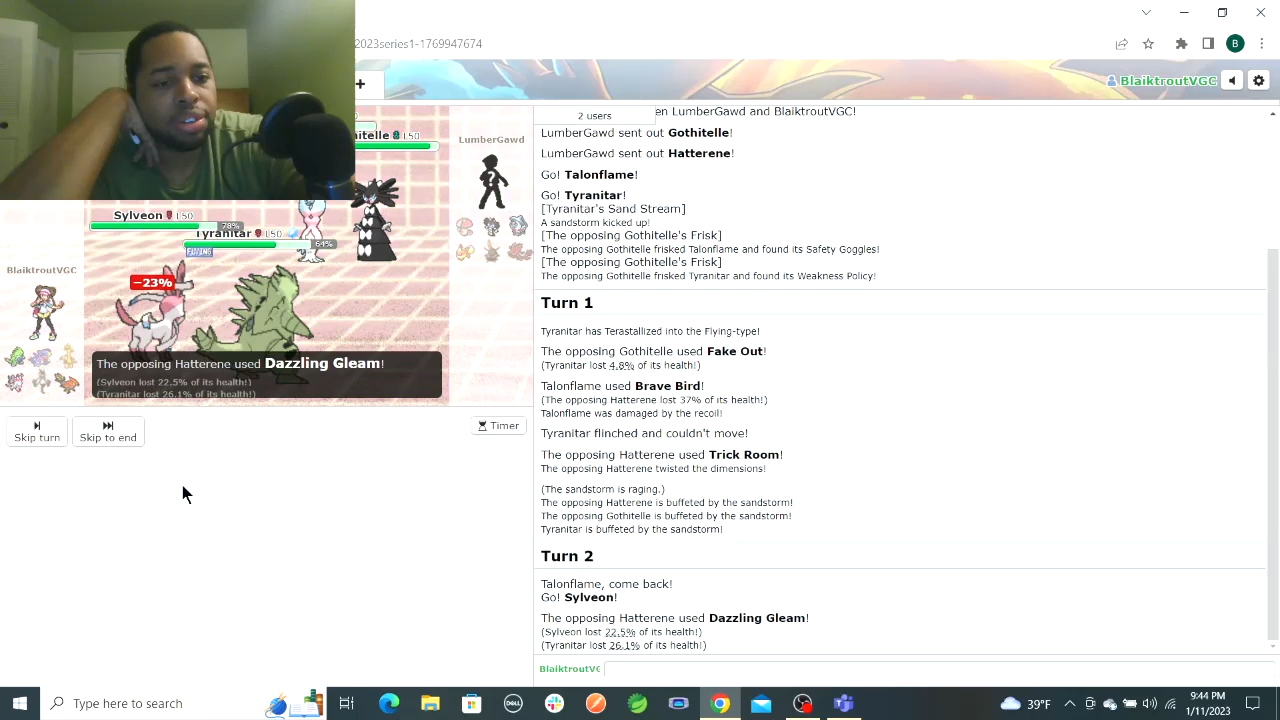 2023series1-1769947674
B
+
BlaiktroutVGC
2 users
en LumberGawd and BlaiktroutVGC!
LumberGawd sent out Gothitelle!
LumberGawd sent out Hatterene!
Go! Talonflame!
Go! Tyranitar!
[Tyranitar's Sand Stream]
A sandstorm kicked up!
[The opposing Gothitelle's Frisk]
The opposing Gothitelle frisked Talonflame and found its Safety Goggles!
[The opposing Gothitelle's Frisk]
The opposing Gothitelle frisked Tyranitar and found its Weakness Policy!
Turn 1
Tyranitar has Terastallized into the Flying-type!
The opposing Gothitelle used Fake Out!
(Tyranitar lost 4.8% of its health!)
Talonflame used Brave Bird!
(The opposing Hatterene lost 37% of its health!)
Talonflame was damaged by the recoil!
Tyranitar flinched and couldn't move!
The opposing Hatterene used Trick Room!
The opposing Hatterene twisted the dimensions!
(The sandstorm is raging.)
The opposing Hatterene is buffeted by the sandstorm!
The opposing Gothitelle is buffeted by the sandstorm!
Tyranitar is buffeted by the sandstorm!
Turn 2
Talonflame, come back!
Go! Sylveon!
The opposing Hatterene used Dazzling Gleam!
(Sylveon lost 22.5% of its health!)
(Tyranitar lost 26.1% of its health!)
BlaiktroutVG
itelle L50
LumberGawd
?
Sylveon L50
78%
Tyranitar L50
64%
FLYING
BlaiktroutVGC
−23%
The opposing Hatterene used Dazzling Gleam!
(Sylveon lost 22.5% of its health!)
(Tyranitar lost 26.1% of its health!)
Skip turn
Skip to end
Timer
Type here to search
DELL
39°F
9:44 PM
1/11/2023